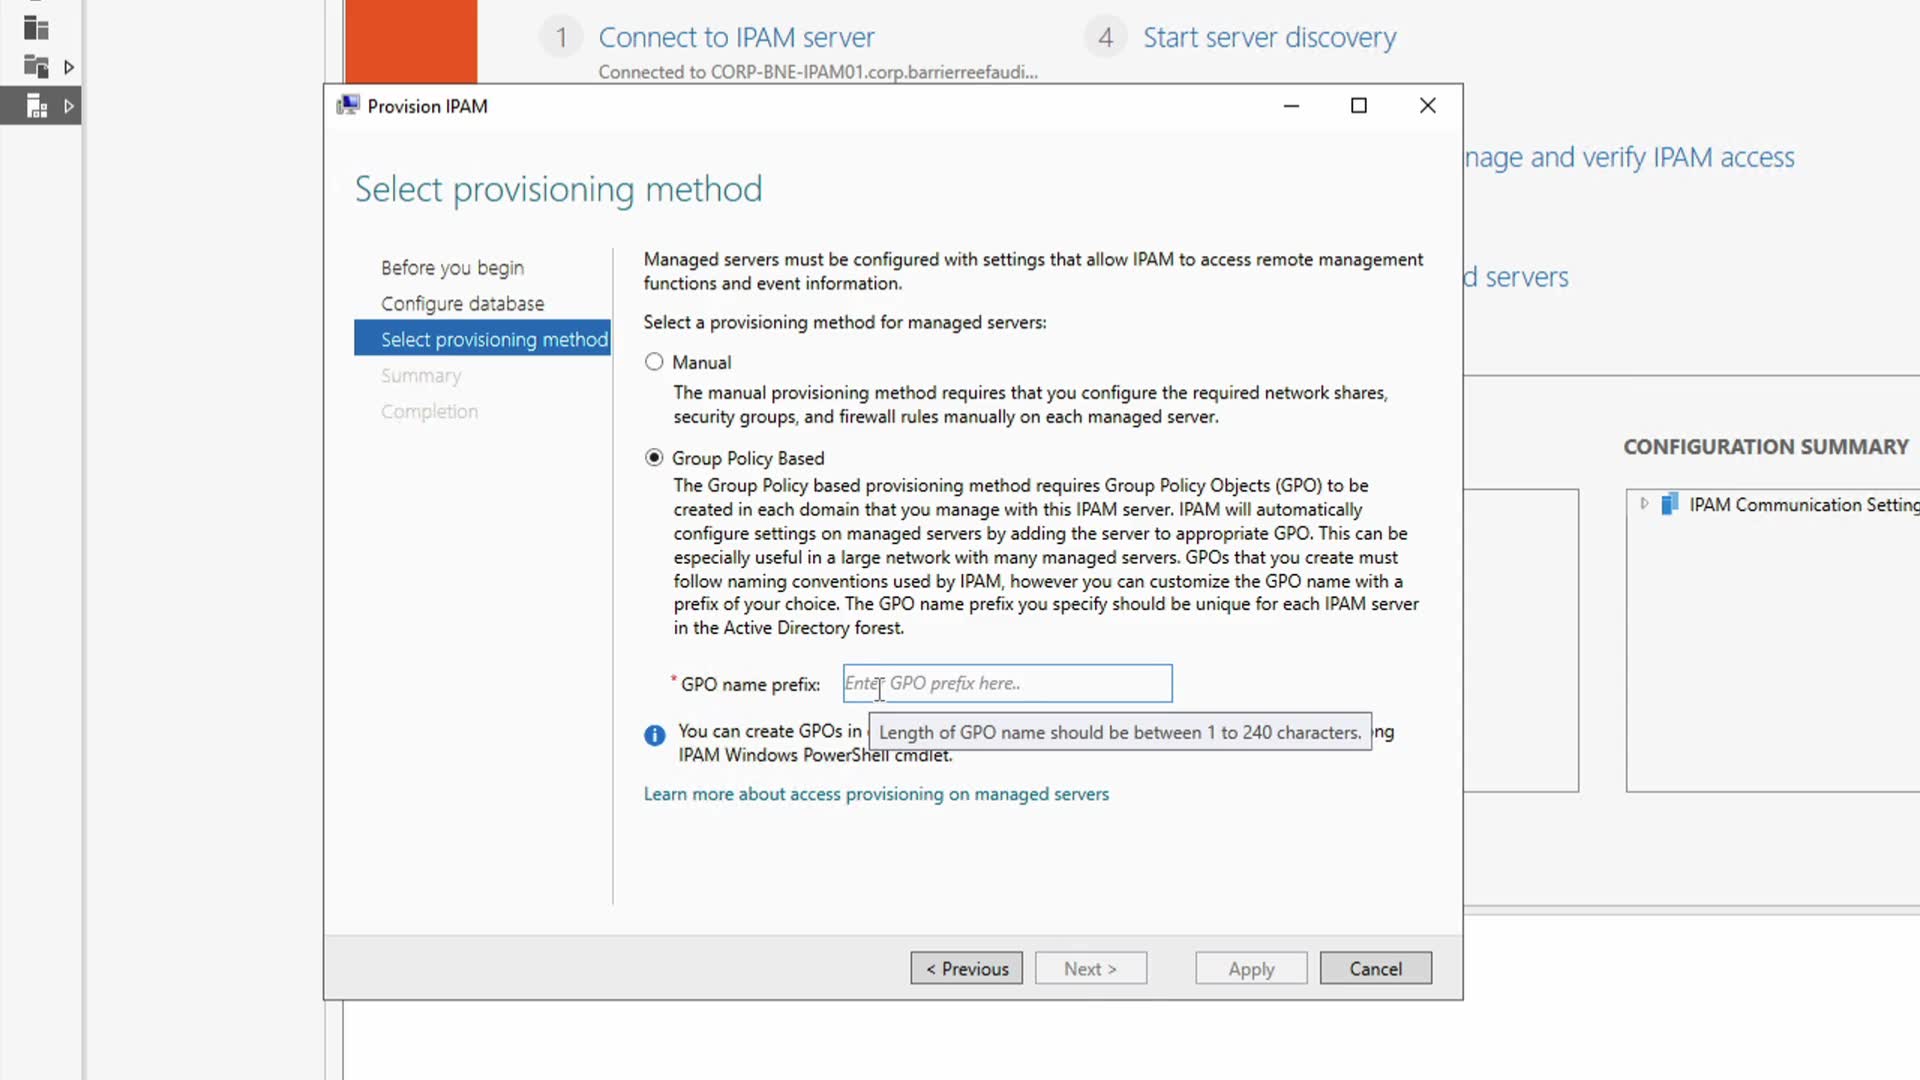 1 Connect to IPAM server
Connected to CORP-BNE-IPAM01.corp.barrierreefaudi...
4 Start server discovery
nage and verify IPAM access
d servers
Provision IPAM
Select provisioning method
Before you begin
Configure database
Select provisioning method
Summary
Completion
Managed servers must be configured with settings that allow IPAM to access remote management
functions and event information.
Select a provisioning method for managed servers:
Manual
The manual provisioning method requires that you configure the required network shares,
security groups, and firewall rules manually on each managed server.
Group Policy Based
The Group Policy based provisioning method requires Group Policy Objects (GPO) to be
created in each domain that you manage with this IPAM server. IPAM will automatically
configure settings on managed servers by adding the server to appropriate GPO. This can be
especially useful in a large network with many managed servers. GPOs that you create must
follow naming conventions used by IPAM, however you can customize the GPO name with a
prefix of your choice. The GPO name prefix you specify should be unique for each IPAM server
in the Active Directory forest.
* GPO name prefix: Enter GPO prefix here..
You can create GPOs in
Length of GPO name should be between 1 to 240 characters.
ng
IPAM Windows PowerShell cmdlet.
Learn more about access provisioning on managed servers
< Previous
Next >
Apply
Cancel
CONFIGURATION SUMMARY
IPAM Communication Setting